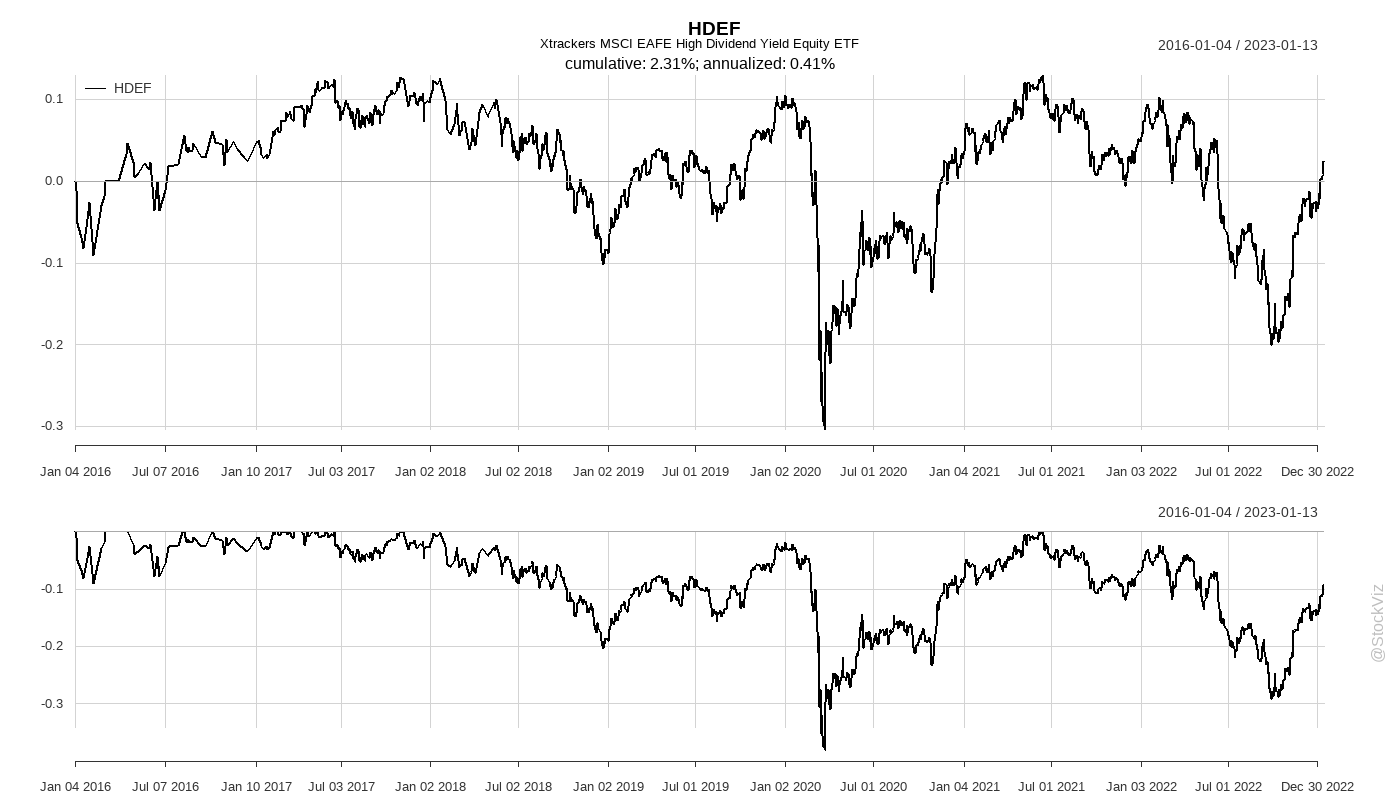 HDEF
Xtrackers MSCI EAFE High Dividend Yield Equity ETF
2016-01-04 / 2023-01-13
cumulative: 2.31%; annualized: 0.41%
HDEF
0.1
0.0
-0.1
-0.2
-0.3
Jan 04 2016 Jul 07 2016 Jan 10 2017 Jul 03 2017 Jan 02 2018 Jul 02 2018 Jan 02 2019 Jul 01 2019 Jan 02 2020 Jul 01 2020 Jan 04 2021 Jul 01 2021 Jan 03 2022 Jul 01 2022 Dec 30 2022
2016-01-04 / 2023-01-13
-0.1
-0.2
-0.3
Jan 04 2016 Jul 07 2016 Jan 10 2017 Jul 03 2017 Jan 02 2018 Jul 02 2018 Jan 02 2019 Jul 01 2019 Jan 02 2020 Jul 01 2020 Jan 04 2021 Jul 01 2021 Jan 03 2022 Jul 01 2022 Dec 30 2022
@StockViz